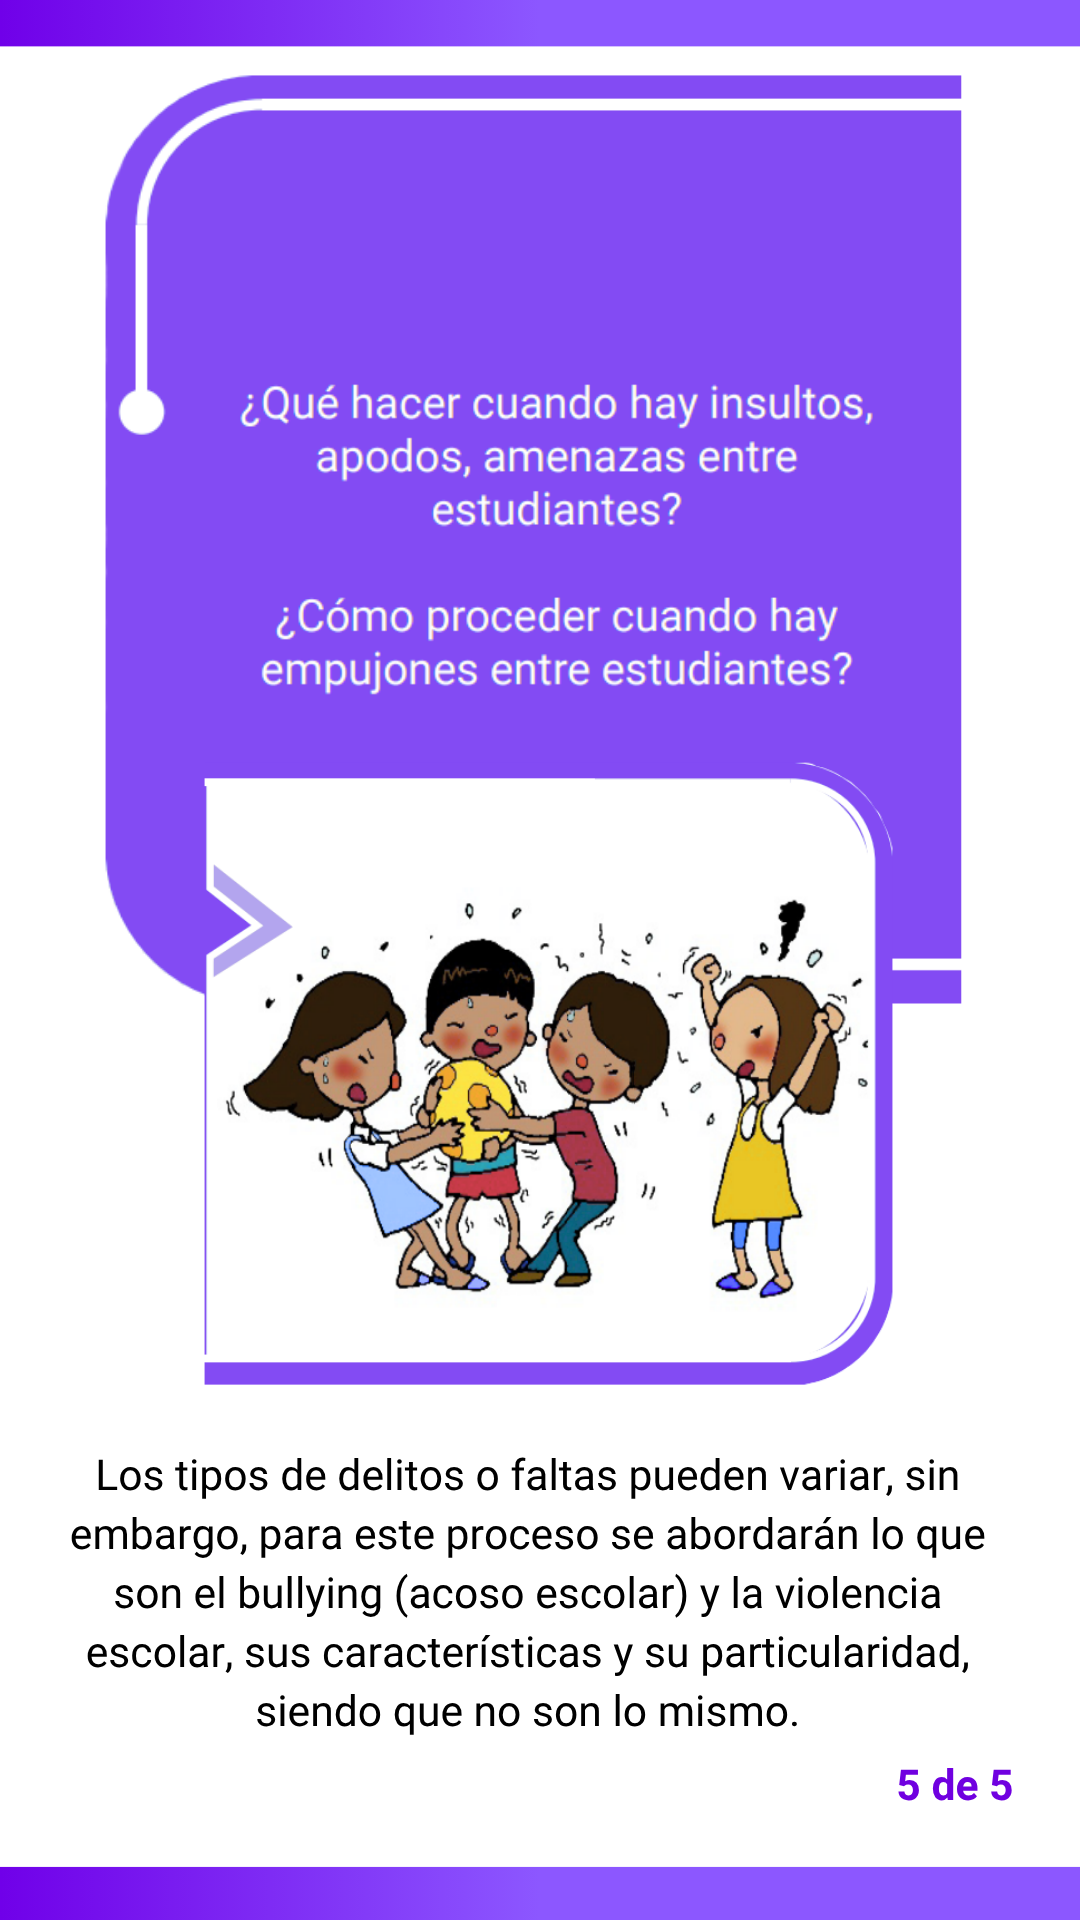 ¿Qué hacer cuando hay insultos,
apodos, amenazas entre
estudiantes?
¿Cómo proceder cuando hay
empujones entre estudiantes?
Los tipos de delitos o faltas pueden variar, sin
embargo, para este proceso se abordarán lo que
son el bullying (acoso escolar) y la violencia
escolar, sus características y su particularidad,
siendo que no son lo mismo.
5 de 5